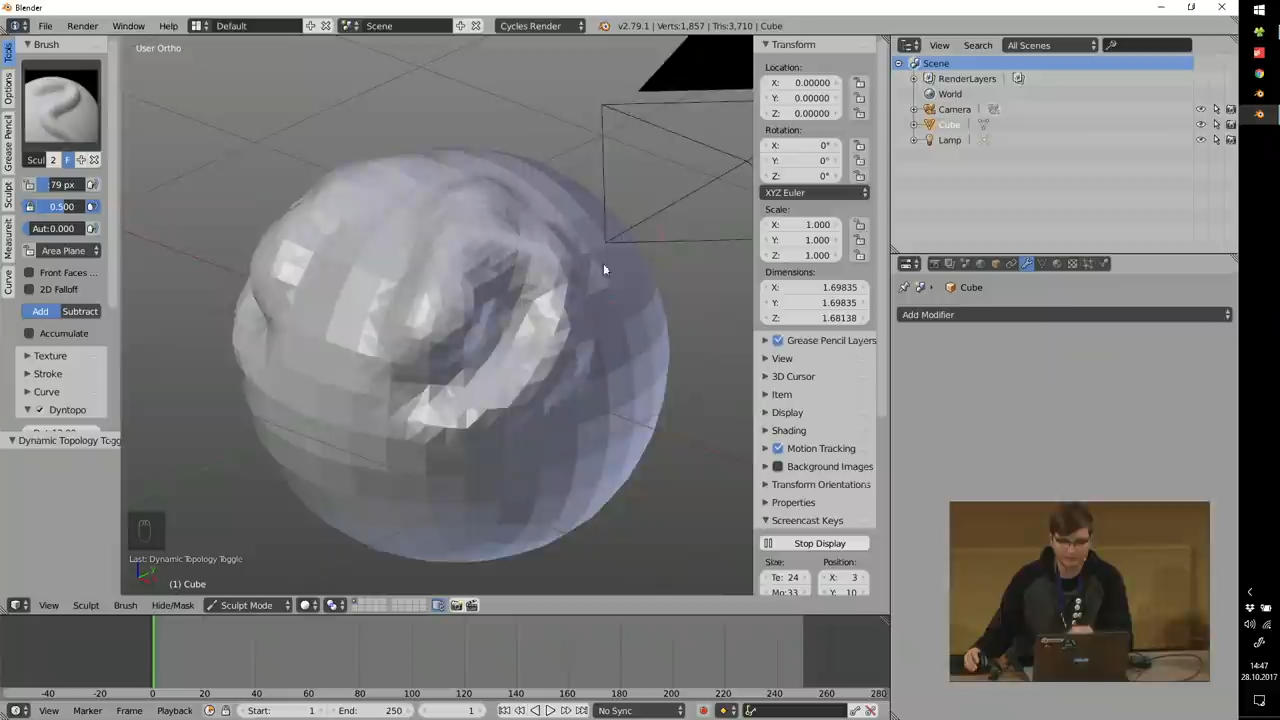 Blender
File Render Window Help Default Scene Cycles Render v2.79.1 | Verts:1,857 | Tris:3,710 | Cube
Brush
Tools
Options
Grease Pencil
Sculpt
Measureit
Curve
Scul 2 F
79 px
0.500
Aut:0.000
Area Plane
Front Faces ...
2D Falloff
Add Subtract
Accumulate
Texture
Stroke
Curve
Dyntopo
Dynamic Topology Togg
User Ortho
Last: Dynamic Topology Toggle
(1) Cube
Transform
Location:
X: 0.00000
Y: 0.00000
Z: 0.00000
Rotation:
X: 0°
Y: 0°
Z: 0°
XYZ Euler
Scale:
X: 1.000
Y: 1.000
Z: 1.000
Dimensions:
X: 1.69835
Y: 1.69835
Z: 1.68138
Grease Pencil Layers
View
3D Cursor
Item
Display
Shading
Motion Tracking
Background Images
Transform Orientations
Properties
Screencast Keys
Stop Display
Size: Position:
Te: 24 X: 3
Mo:33 Y: 10
View Search All Scenes
Scene
RenderLayers
World
Camera
Cube
Lamp
Cube
Add Modifier
View Sculpt Brush Hide/Mask Sculpt Mode
-40 -20 0 20 40 60 80 100 120 140 160 180 200 220 240 260 280
View Marker Frame Playback Start: 1 End: 250 1 No Sync
14:47
28.10.2017